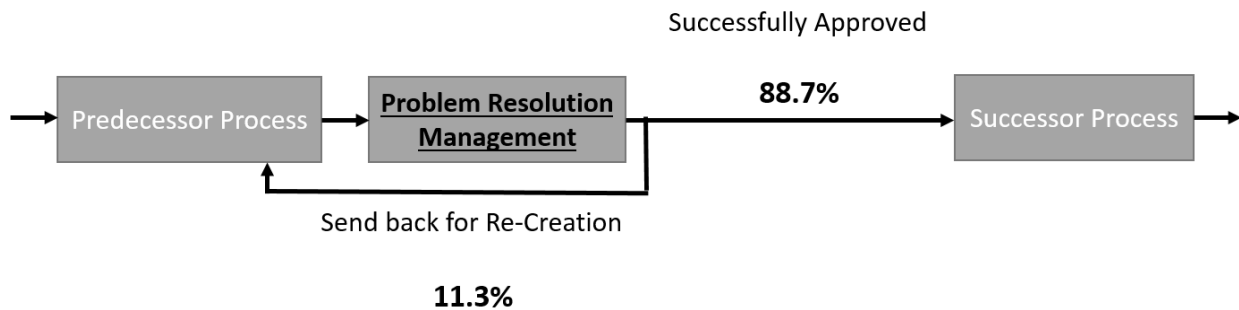 Successfully Approved
88.7%
Predecessor Process
Problem Resolution
Management
Successor Process
Send back for Re-Creation
11.3%